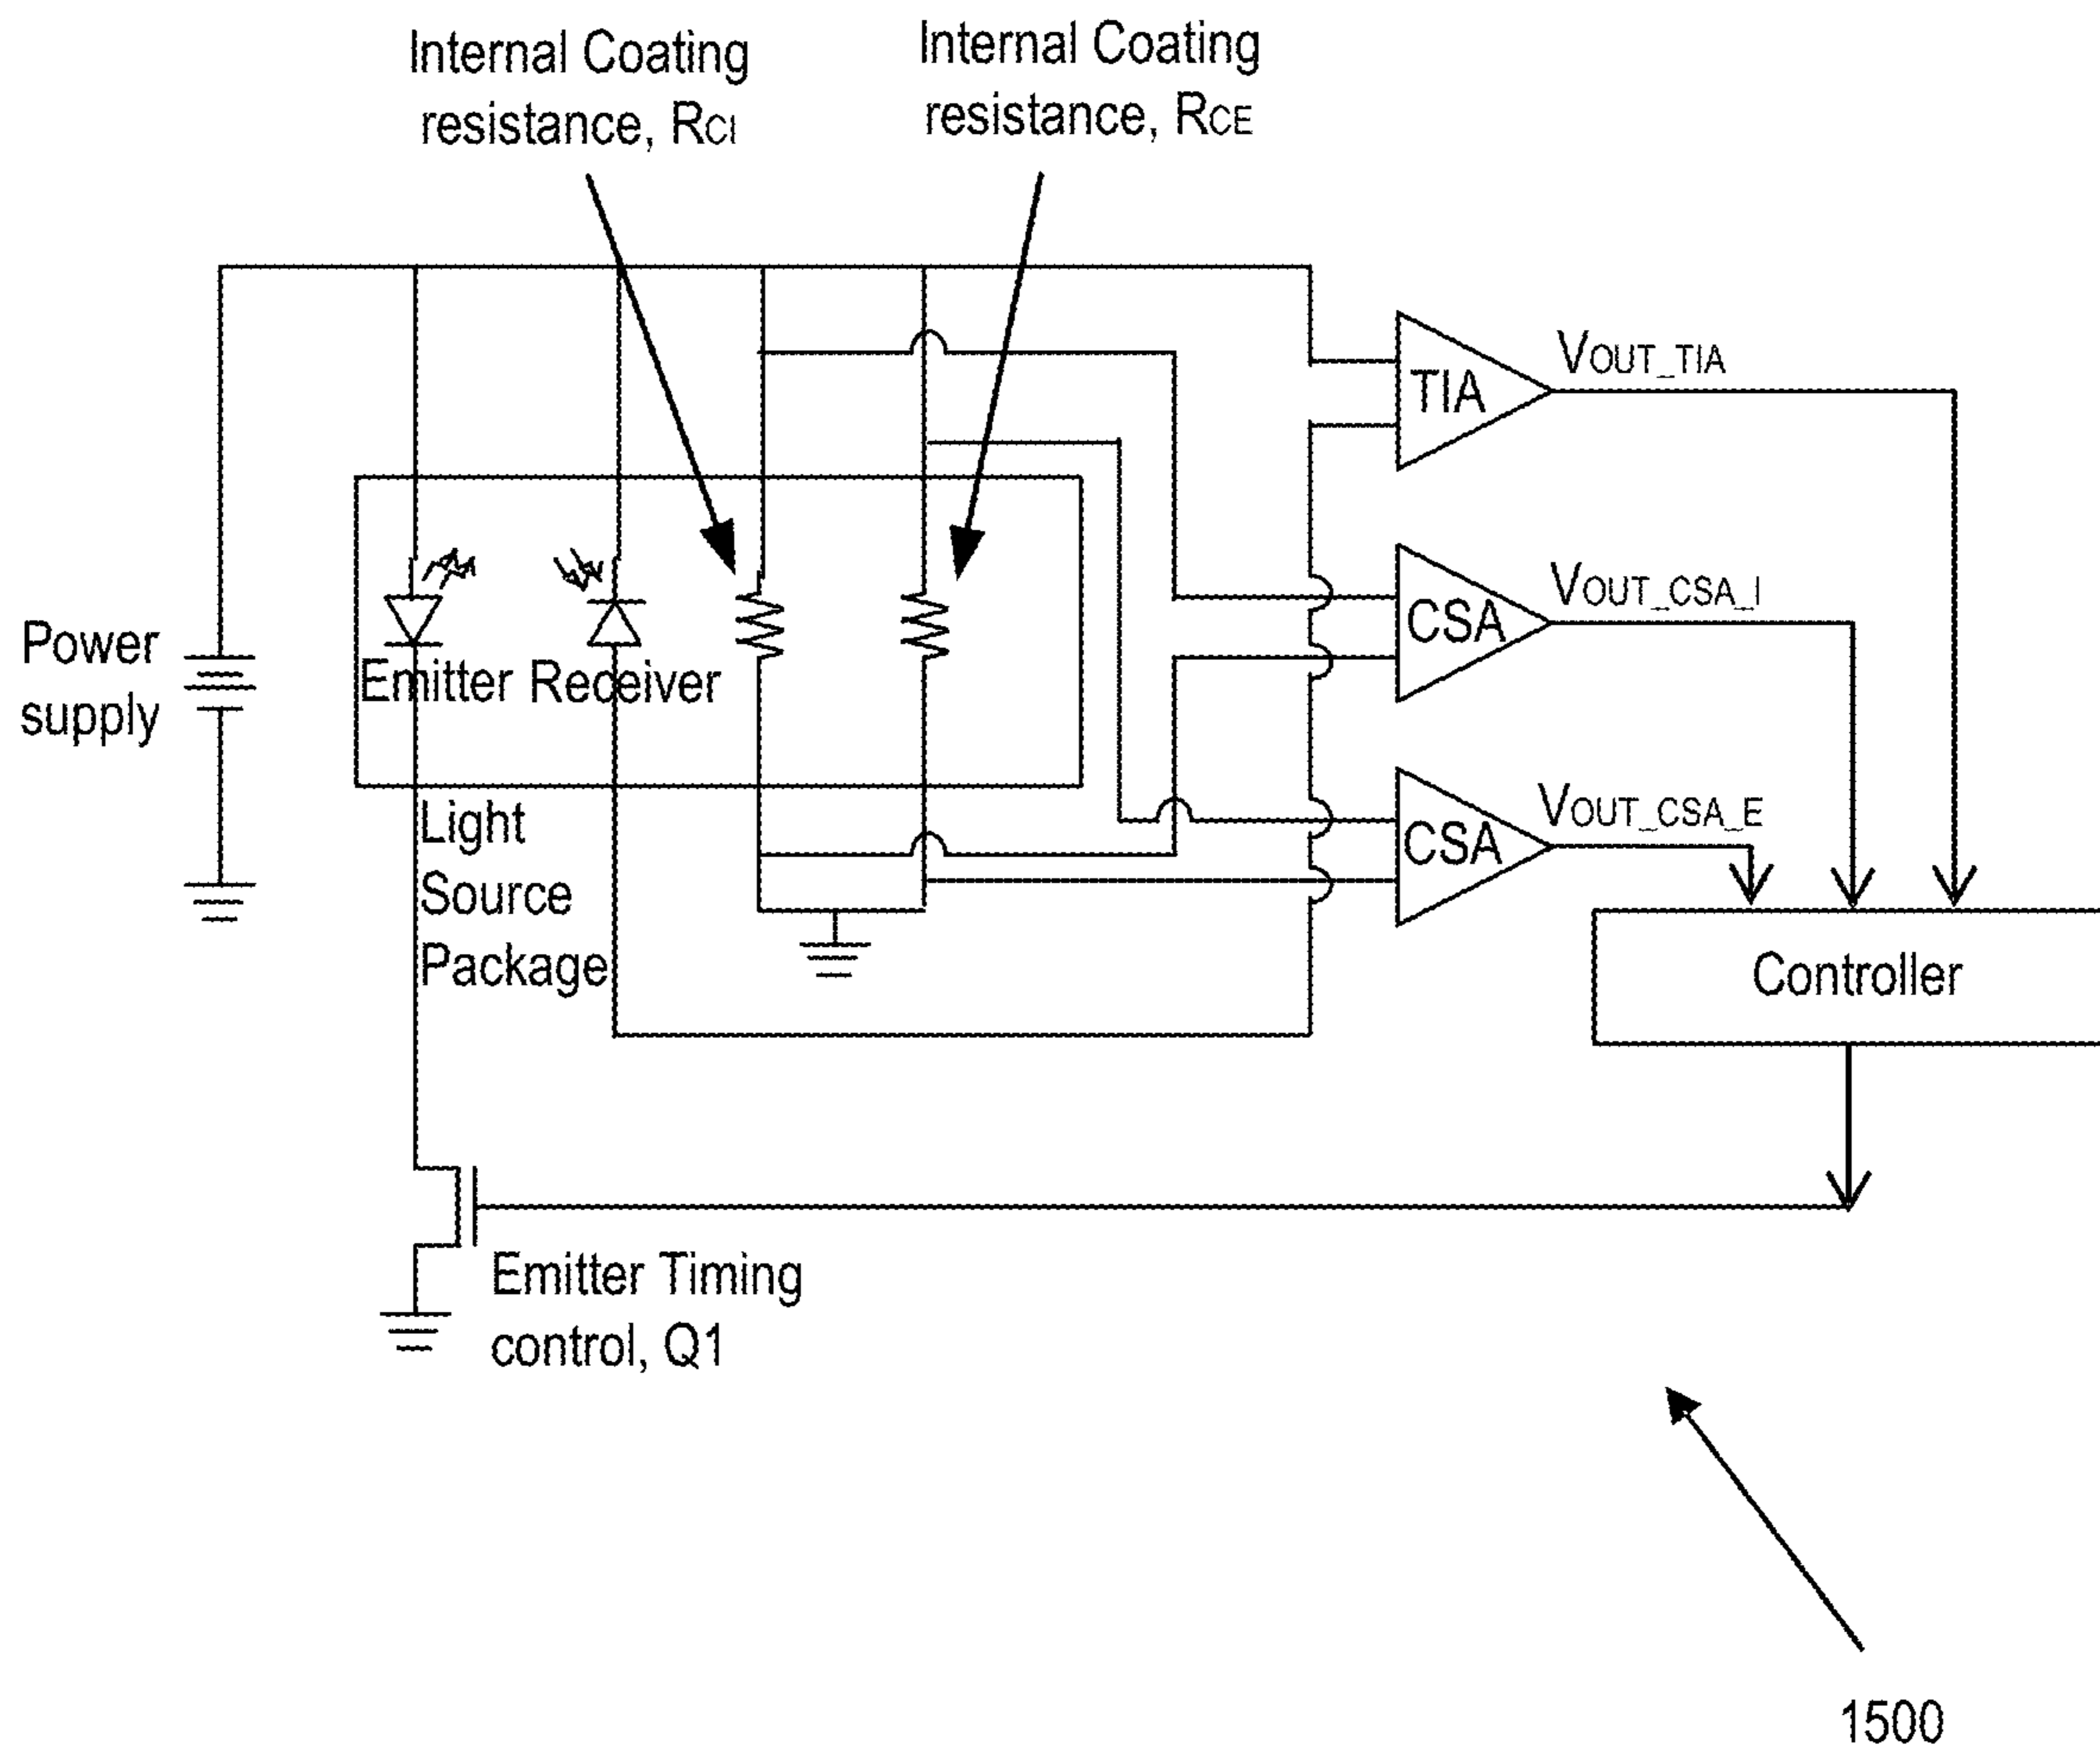 Internal Coating
resistance, RCI
Internal Coating
resistance, RCE
VOUT_TIA
TIA
VOUT_CSA_I
CSA
Power
supply
Emitter Receiver
VOUT_CSA_E
CSA
Light
Source
Package
Controller
Emitter Timing
control, Q1
1500